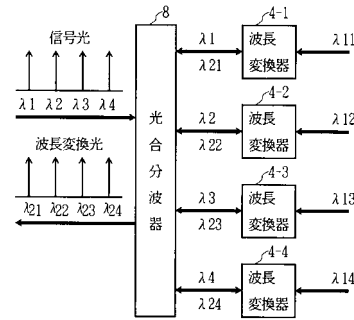 信号光
λ1 λ2 λ3 λ4
波長変換光
λ21 λ22 λ23 λ24
8
光合分波器
λ1
λ21
4-1
波長
変換器
λ11
λ2
λ22
4-2
波長
変換器
λ12
λ3
λ23
4-3
波長
変換器
λ13
λ4
λ24
4-4
波長
変換器
λ14